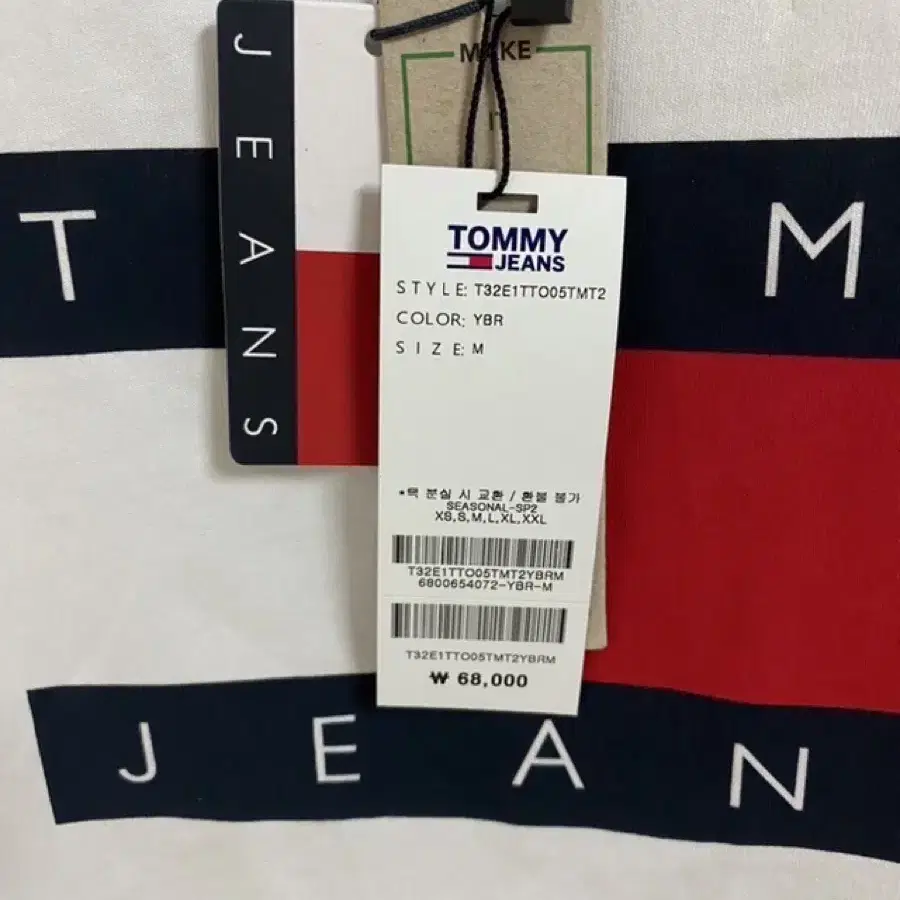 JEANS
MAKE
T M
TOMMY
JEANS
STYLE: T32E1TTO05TMT2
COLOR: YBR
SIZE: M
*택 분실 시 교환 / 환불 불가
SEASONAL-SP2
XS,S,M,L,XL,XXL
T32E1TTO05TMT2YBRM
6800654072-YBR-M
T32E1TTO05TMT2YBRM
₩ 68,000
JEAN